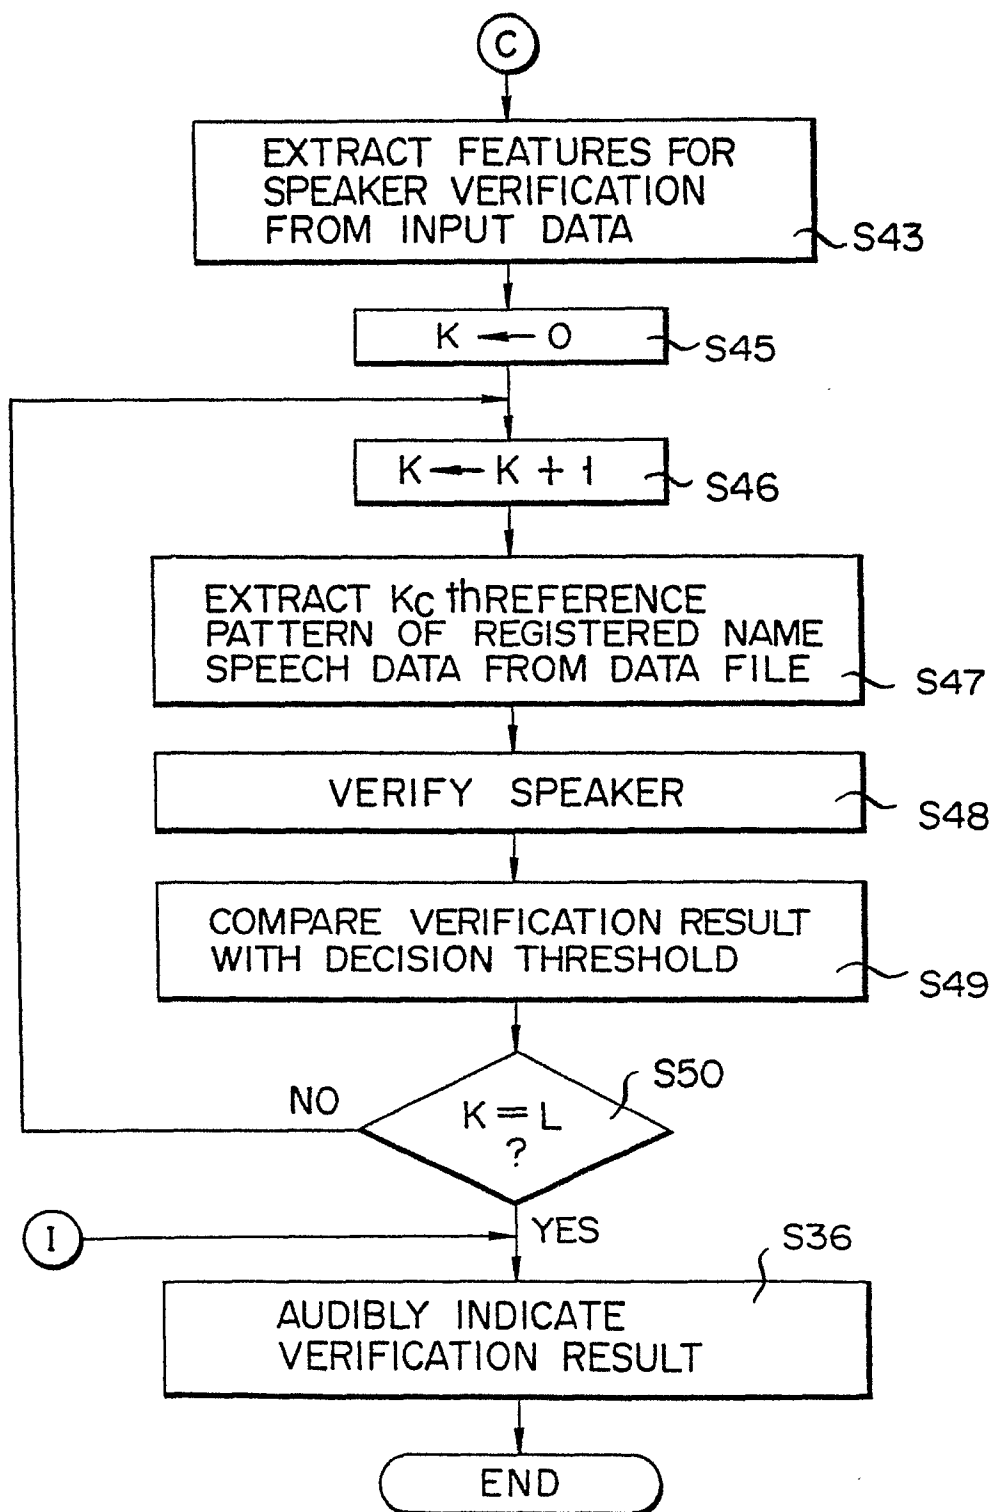 C
EXTRACT FEATURES FOR
SPEAKER VERIFICATION
FROM INPUT DATA
S43
K ← 0
S45
K ← K + 1
S46
EXTRACT Kc th REFERENCE
PATTERN OF REGISTERED NAME
SPEECH DATA FROM DATA FILE
S47
VERIFY SPEAKER
S48
COMPARE VERIFICATION RESULT
WITH DECISION THRESHOLD
S49
S50
NO
K = L
?
I
YES
S36
AUDIBLY INDICATE
VERIFICATION RESULT
END